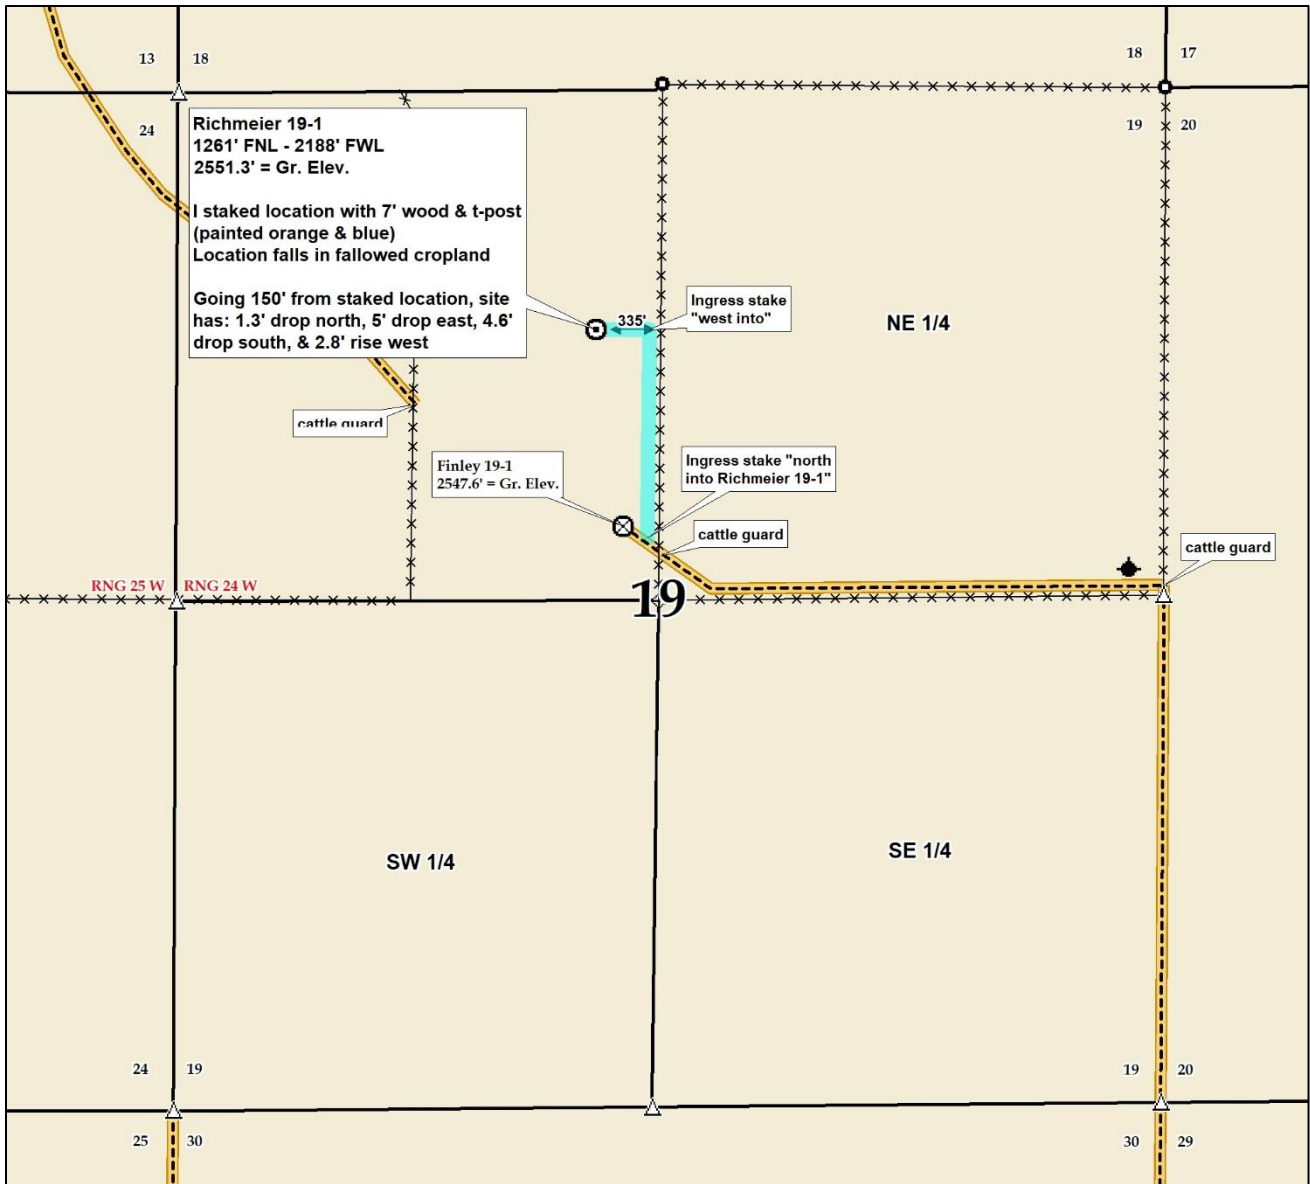 13 18
18 17
24
19 20
Richmeier 19-1
1261' FNL - 2188' FWL
2551.3' = Gr. Elev.
I staked location with 7' wood & t-post
(painted orange & blue)
Location falls in fallowed cropland
Going 150' from staked location, site
has: 1.3' drop north, 5' drop east, 4.6'
drop south, & 2.8' rise west
335'
Ingress stake
"west into"
NE 1/4
cattle guard
Finley 19-1
2547.6' = Gr. Elev.
Ingress stake "north
into Richmeier 19-1"
cattle guard
cattle guard
RNG 25 W RNG 24 W
19
SW 1/4
SE 1/4
24 19
19 20
25 30
30 29